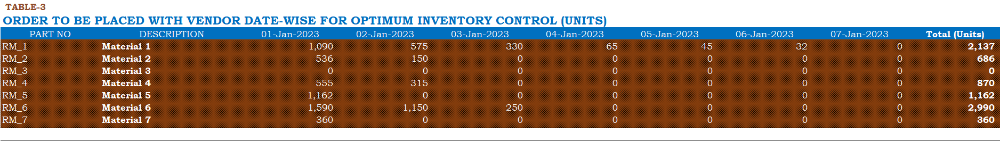 TABLE-3
ORDER TO BE PLACED WITH VENDOR DATE-WISE FOR OPTIMUM INVENTORY CONTROL (UNITS)
PART NO DESCRIPTION 01-Jan-2023 02-Jan-2023 03-Jan-2023 04-Jan-2023 05-Jan-2023 06-Jan-2023 07-Jan-2023 Total (Units)
RM_1 Material 1 1,090 575 330 65 45 32 0 2,137
RM_2 Material 2 536 150 0 0 0 0 0 686
RM_3 Material 3 0 0 0 0 0 0 0 0
RM_4 Material 4 555 315 0 0 0 0 0 870
RM_5 Material 5 1,162 0 0 0 0 0 0 1,162
RM_6 Material 6 1,590 1,150 250 0 0 0 0 2,990
RM_7 Material 7 360 0 0 0 0 0 0 360